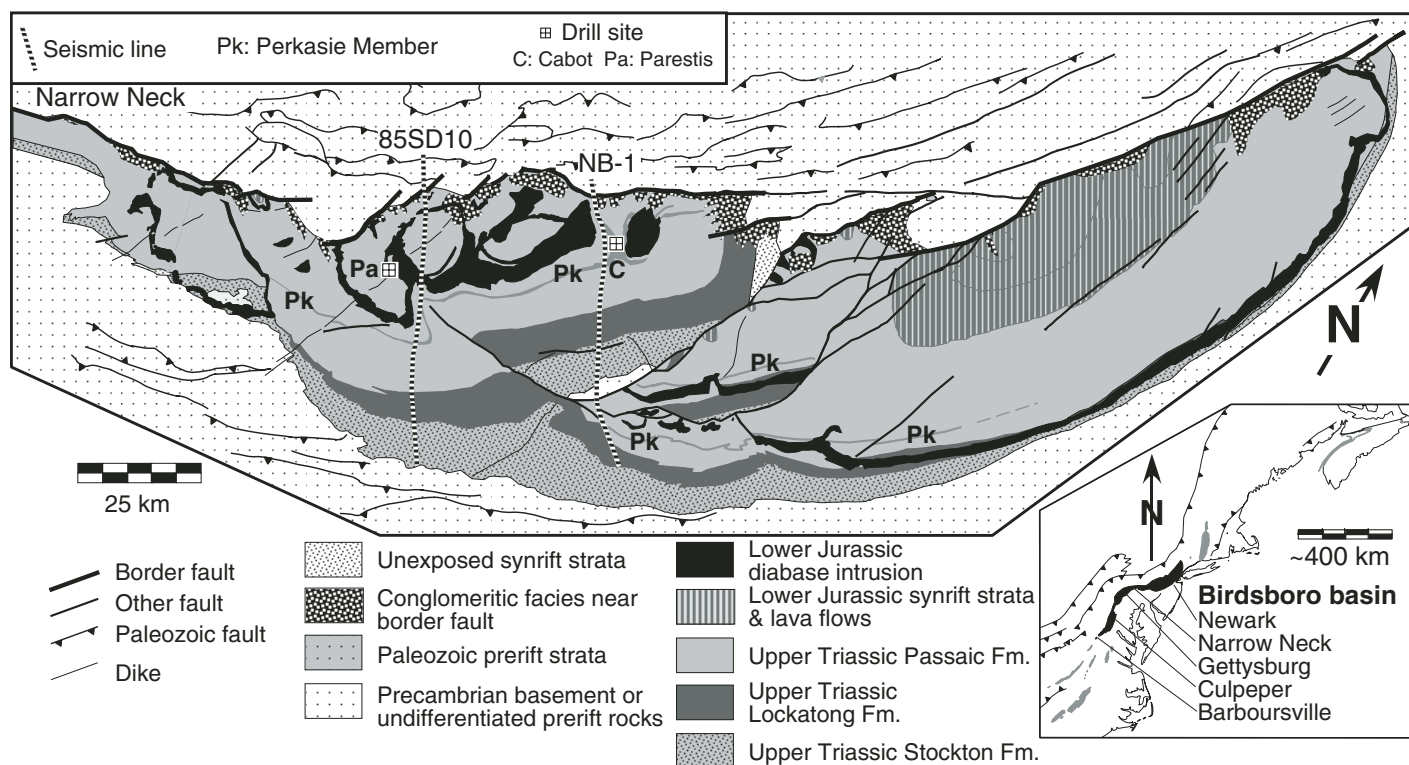 Seismic line
Pk: Perkasie Member
Drill site
C: Cabot Pa: Parestis
Narrow Neck
85SD10
NB-1
Pa
Pk
C
Pk
Pk
Pk
Pk
N
25 km
Border fault
Other fault
Paleozoic fault
Dike
Unexposed synrift strata
Conglomeritic facies near
border fault
Paleozoic prerift strata
Precambrian basement or
undifferentiated prerift rocks
Lower Jurassic
diabase intrusion
Lower Jurassic synrift strata
& lava flows
Upper Triassic Passaic Fm.
Upper Triassic
Lockatong Fm.
Upper Triassic Stockton Fm.
N
~400 km
Birdsboro basin
Newark
Narrow Neck
Gettysburg
Culpeper
Barboursville